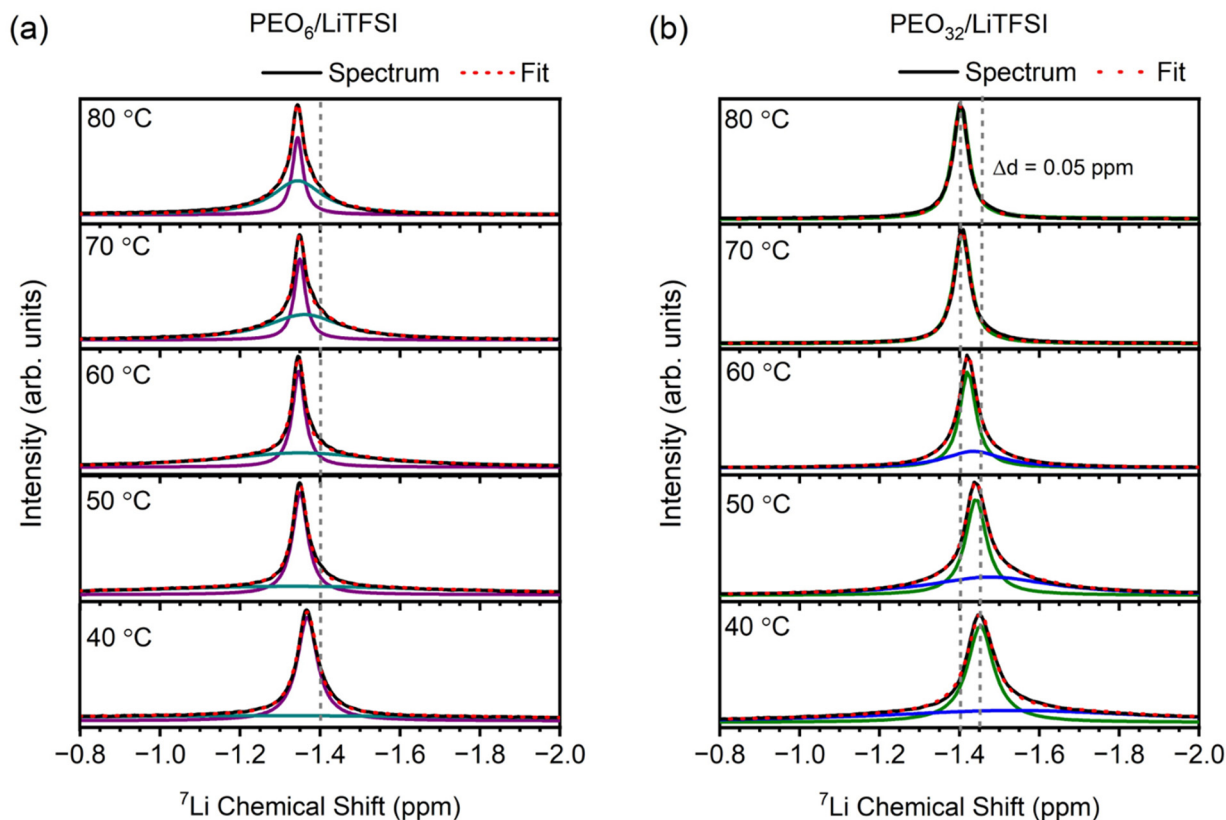 (a)
PEO6/LiTFSI
Spectrum Fit
80 °C
70 °C
60 °C
50 °C
40 °C
Intensity (arb. units)
−0.8 −1.0 −1.2 −1.4 −1.6 −1.8 −2.0
7Li Chemical Shift (ppm)
(b)
PEO32/LiTFSI
Spectrum Fit
80 °C
Δd = 0.05 ppm
70 °C
60 °C
50 °C
40 °C
Intensity (arb. units)
−0.8 −1.0 −1.2 −1.4 −1.6 −1.8 −2.0
7Li Chemical Shift (ppm)